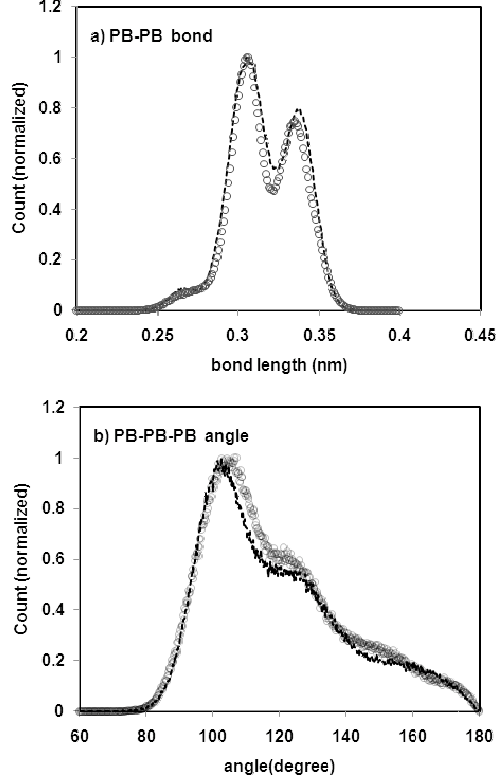 1.2
a) PB-PB bond
1
0.8
0.6
0.4
0.2
0
0.2 0.25 0.3 0.35 0.4 0.45
Count (normalized)
bond length (nm)
1.2
b) PB-PB-PB angle
1
0.8
0.6
0.4
0.2
0
60 80 100 120 140 160 180
Count (normalized)
angle(degree)